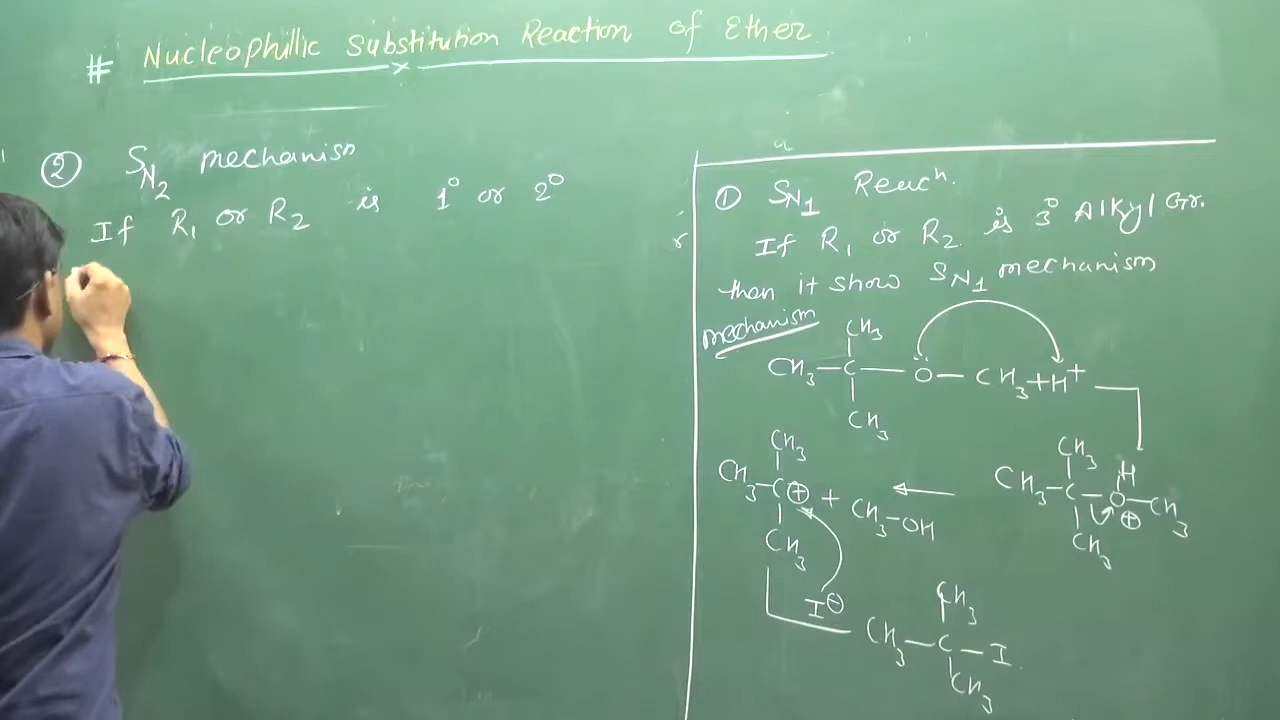 # Nucleophillic Substitution Reaction of Ether
② SN2 mechanism
If R1 or R2 is 1° or 2°
① SN1 Reacn.
If R1 or R2 is 3° Alkyl Gr.
then it show SN1 mechanism
mechanism
CH3
CH3–C–O–CH3+H+
CH3
CH3 H
CH3–C–O–CH3
⊕
CH3
CH3
CH3–C⊕ + CH3–OH
CH3
I⊖
CH3
CH3–C–I
CH3